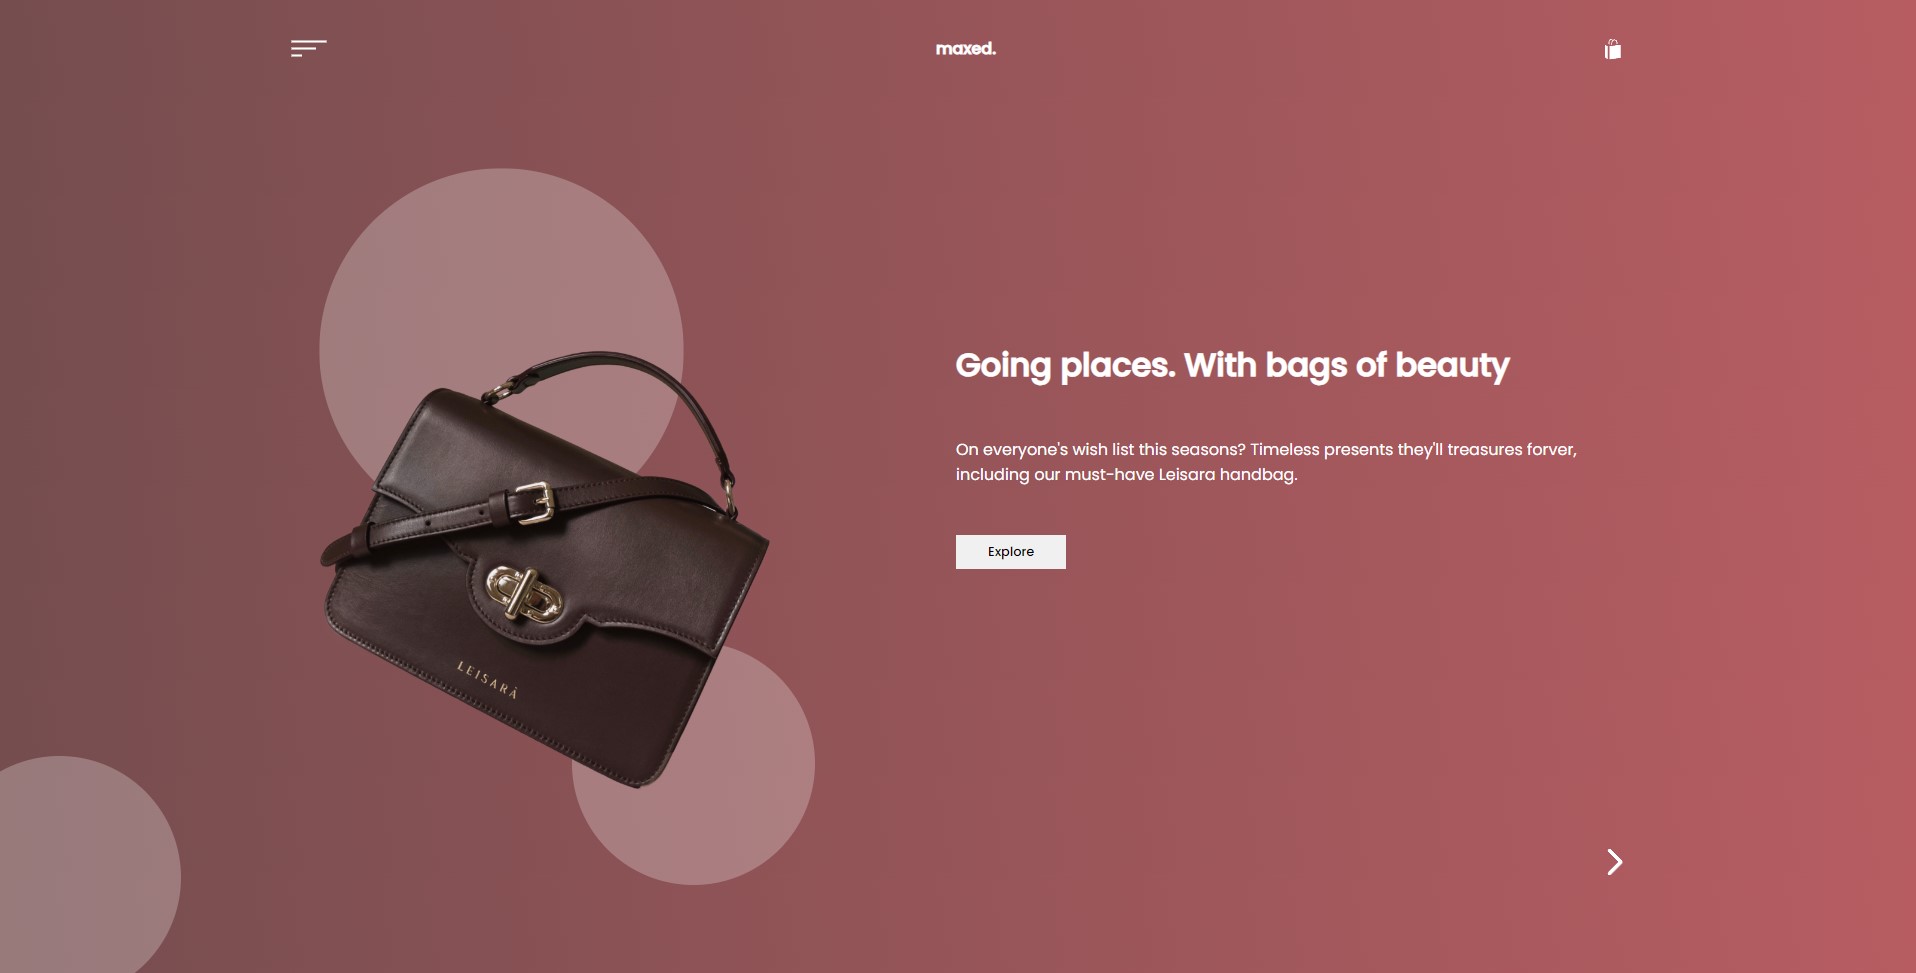 maxed.
Going places. With bags of beauty
On everyone's wish list this seasons? Timeless presents they'll treasures forver,
including our must-have Leisara handbag.
Explore
LEISARÂ